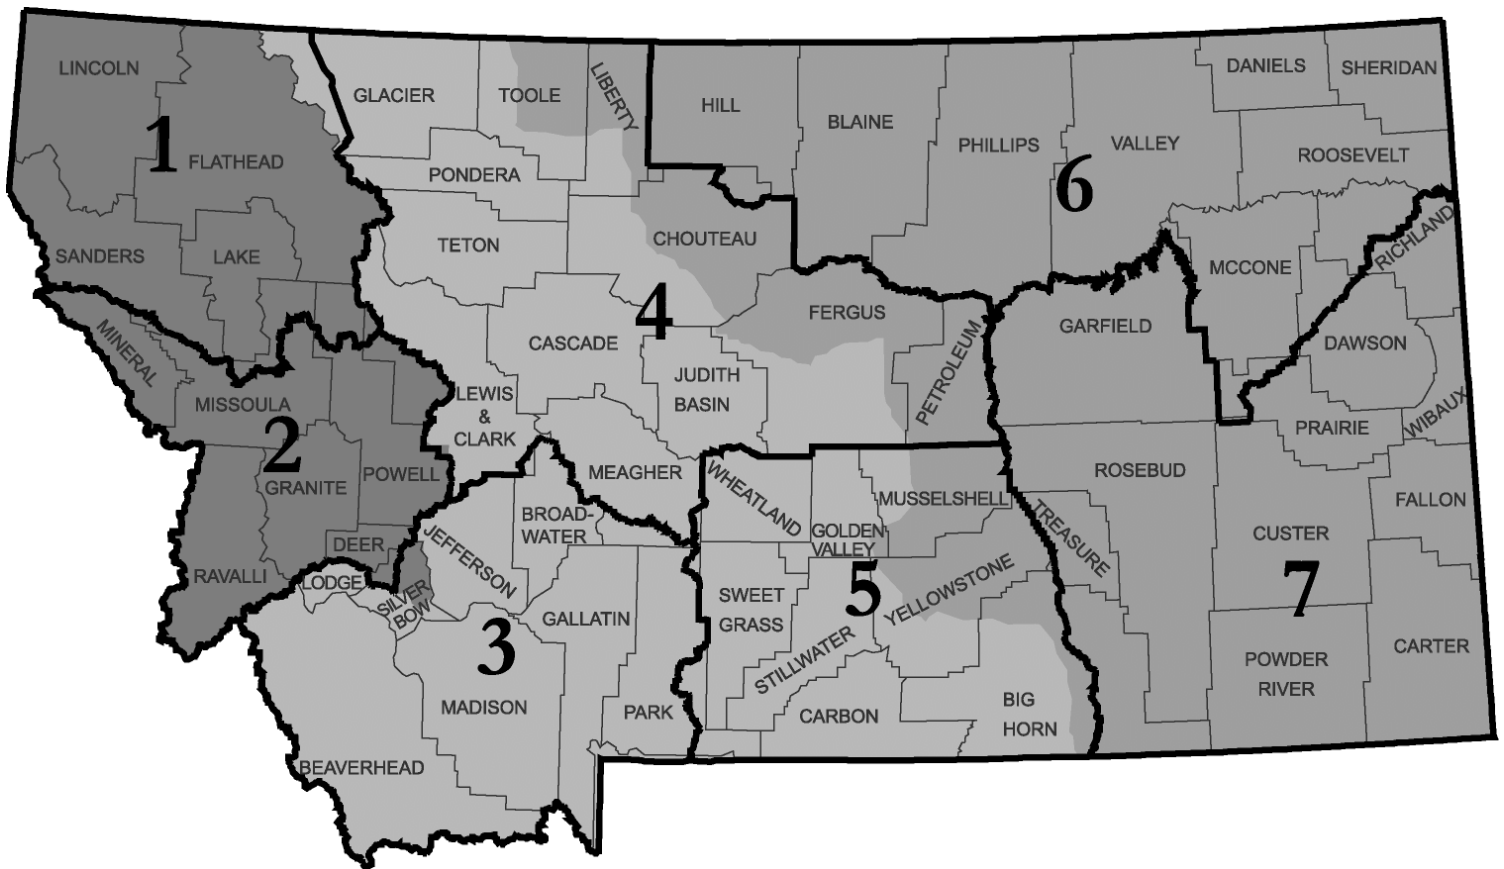 LINCOLN
FLATHEAD
1
SANDERS
LAKE
GLACIER
TOOLE
LIBERTY
HILL
BLAINE
PHILLIPS
VALLEY
DANIELS
SHERIDAN
ROOSEVELT
6
PONDERA
TETON
CHOUTEAU
4
FERGUS
CASCADE
JUDITH
BASIN
PETROLEUM
LEWIS
&
CLARK
MEAGHER
MCCONE
RICHLAND
GARFIELD
DAWSON
PRAIRIE
WIBAUX
MINERAL
MISSOULA
2
GRANITE
POWELL
RAVALLI
DEER
LODGE
SILVER
BOW
JEFFERSON
BROAD-
WATER
GALLATIN
3
MADISON
PARK
BEAVERHEAD
WHEATLAND
GOLDEN
VALLEY
MUSSELSHELL
5
SWEET
GRASS
STILLWATER
YELLOWSTONE
CARBON
BIG
HORN
TREASURE
ROSEBUD
CUSTER
7
FALLON
POWDER
RIVER
CARTER